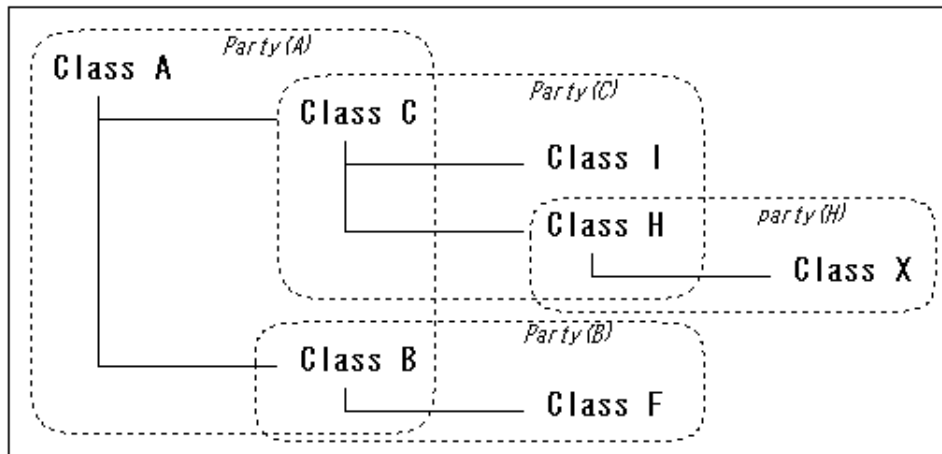 Party(A)
Class A
Party(C)
Class C
Class I
party(H)
Class H
Class X
Party(B)
Class B
Class F